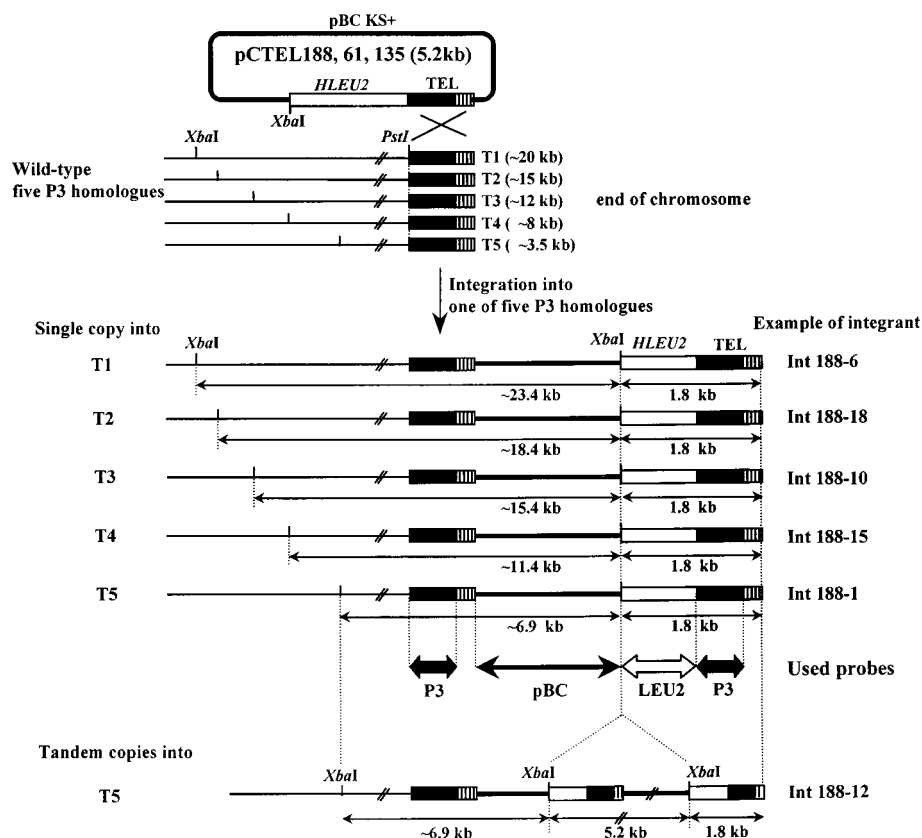 pBC KS+
pCTEL188, 61, 135 (5.2kb)
HLEU2 TEL
XbaI
XbaI PstI
Wild-type
five P3 homologues
T1 (~20 kb)
T2 (~15 kb)
T3 (~12 kb)
T4 (~8 kb)
T5 ( ~3.5 kb)
end of chromosome
Integration into
one of five P3 homologues
Single copy into
Example of integrant
XbaI XbaI HLEU2 TEL
T1 Int 188-6
~23.4 kb 1.8 kb
T2 Int 188-18
~18.4 kb 1.8 kb
T3 Int 188-10
~15.4 kb 1.8 kb
T4 Int 188-15
~11.4 kb 1.8 kb
T5 Int 188-1
~6.9 kb 1.8 kb
Used probes
P3 pBC LEU2 P3
Tandem copies into
XbaI XbaI XbaI
T5 Int 188-12
~6.9 kb 5.2 kb 1.8 kb